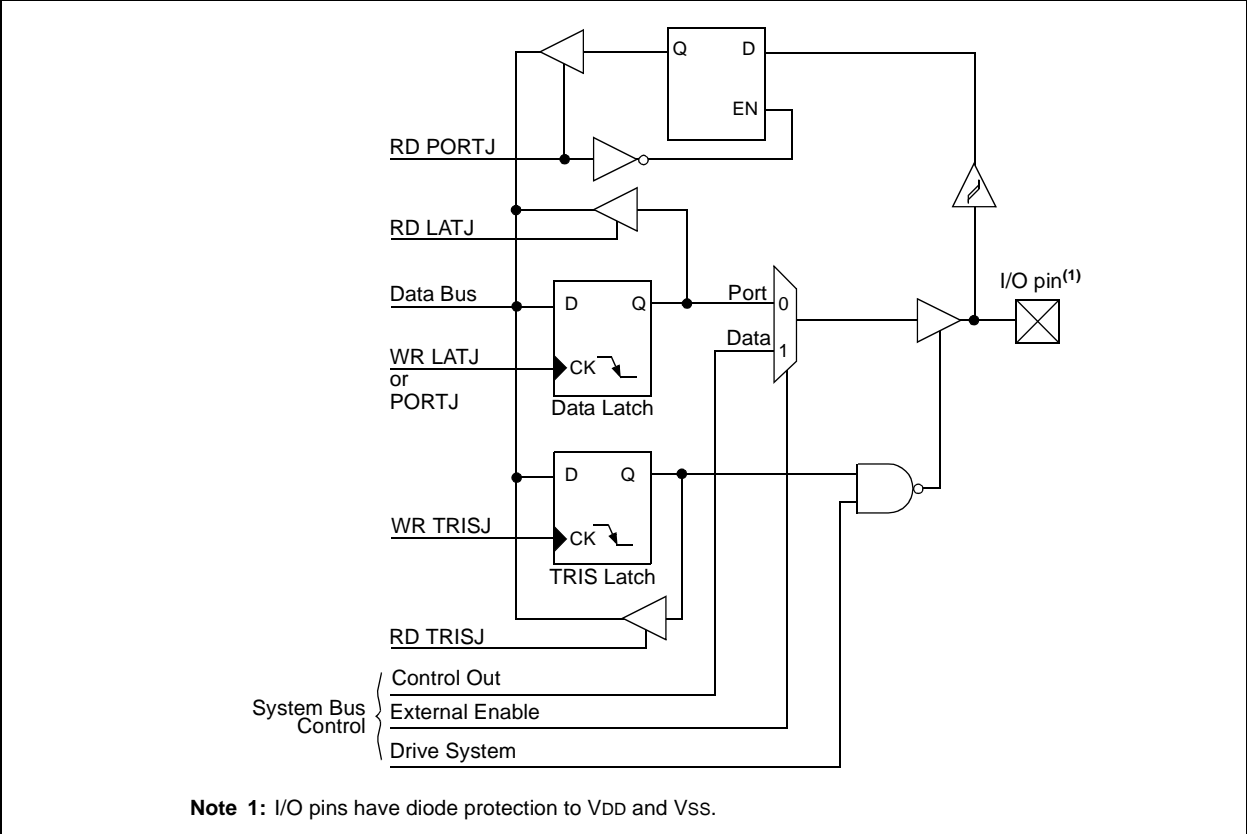 Q D
EN
RD PORTJ
RD LATJ
I/O pin(1)
Data Bus
D Q
Port
0
Data
1
WR LATJ
or
PORTJ
CK
Data Latch
D Q
WR TRISJ
CK
TRIS Latch
RD TRISJ
Control Out
System Bus
Control
External Enable
Drive System
Note 1: I/O pins have diode protection to VDD and VSS.